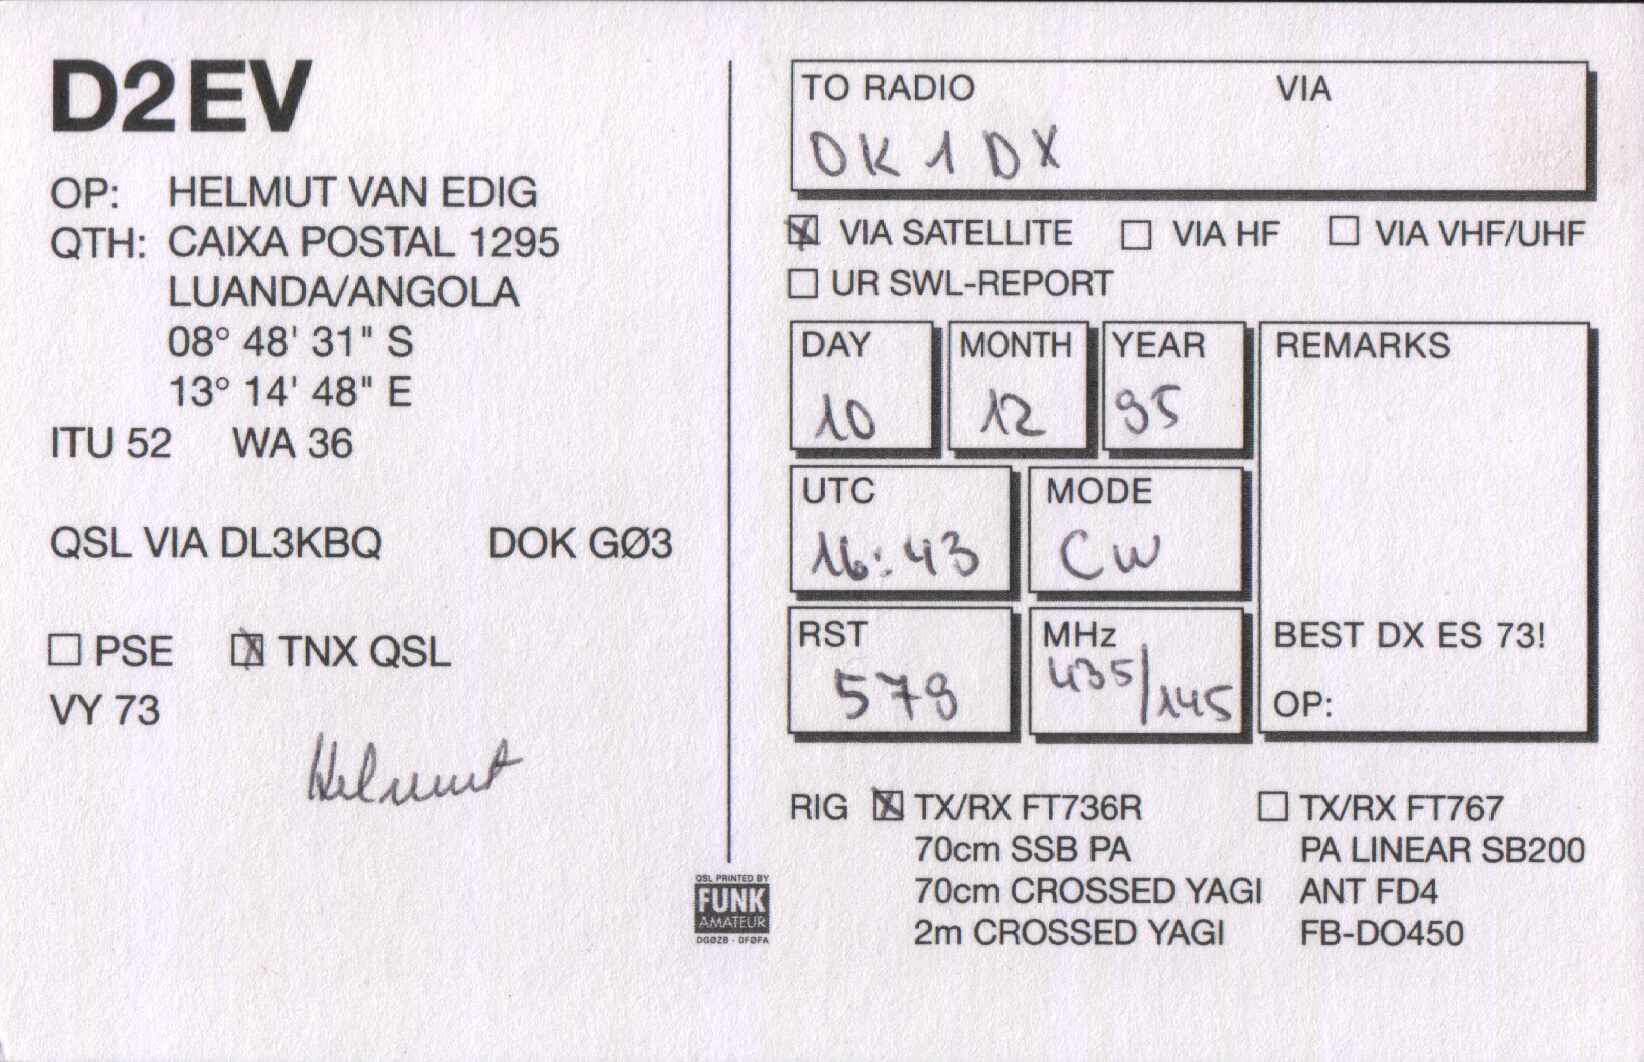 D2EV
OP: HELMUT VAN EDIG
QTH: CAIXA POSTAL 1295
LUANDA/ANGOLA
08° 48' 31" S
13° 14' 48" E
ITU 52 WA 36
QSL VIA DL3KBQ DOK GØ3
PSE TNX QSL
VY 73
Helmut
QSL PRINTED BY
FUNK
AMATEUR
DG0ZB · QF0FA
TO RADIO VIA
OK1DX
VIA SATELLITE VIA HF VIA VHF/UHF
UR SWL-REPORT
DAY MONTH YEAR REMARKS
10 12 95
UTC MODE
16:43 CW
RST MHz
579 435/145
BEST DX ES 73!
OP:
RIG TX/RX FT736R TX/RX FT767
70cm SSB PA PA LINEAR SB200
70cm CROSSED YAGI ANT FD4
2m CROSSED YAGI FB-DO450